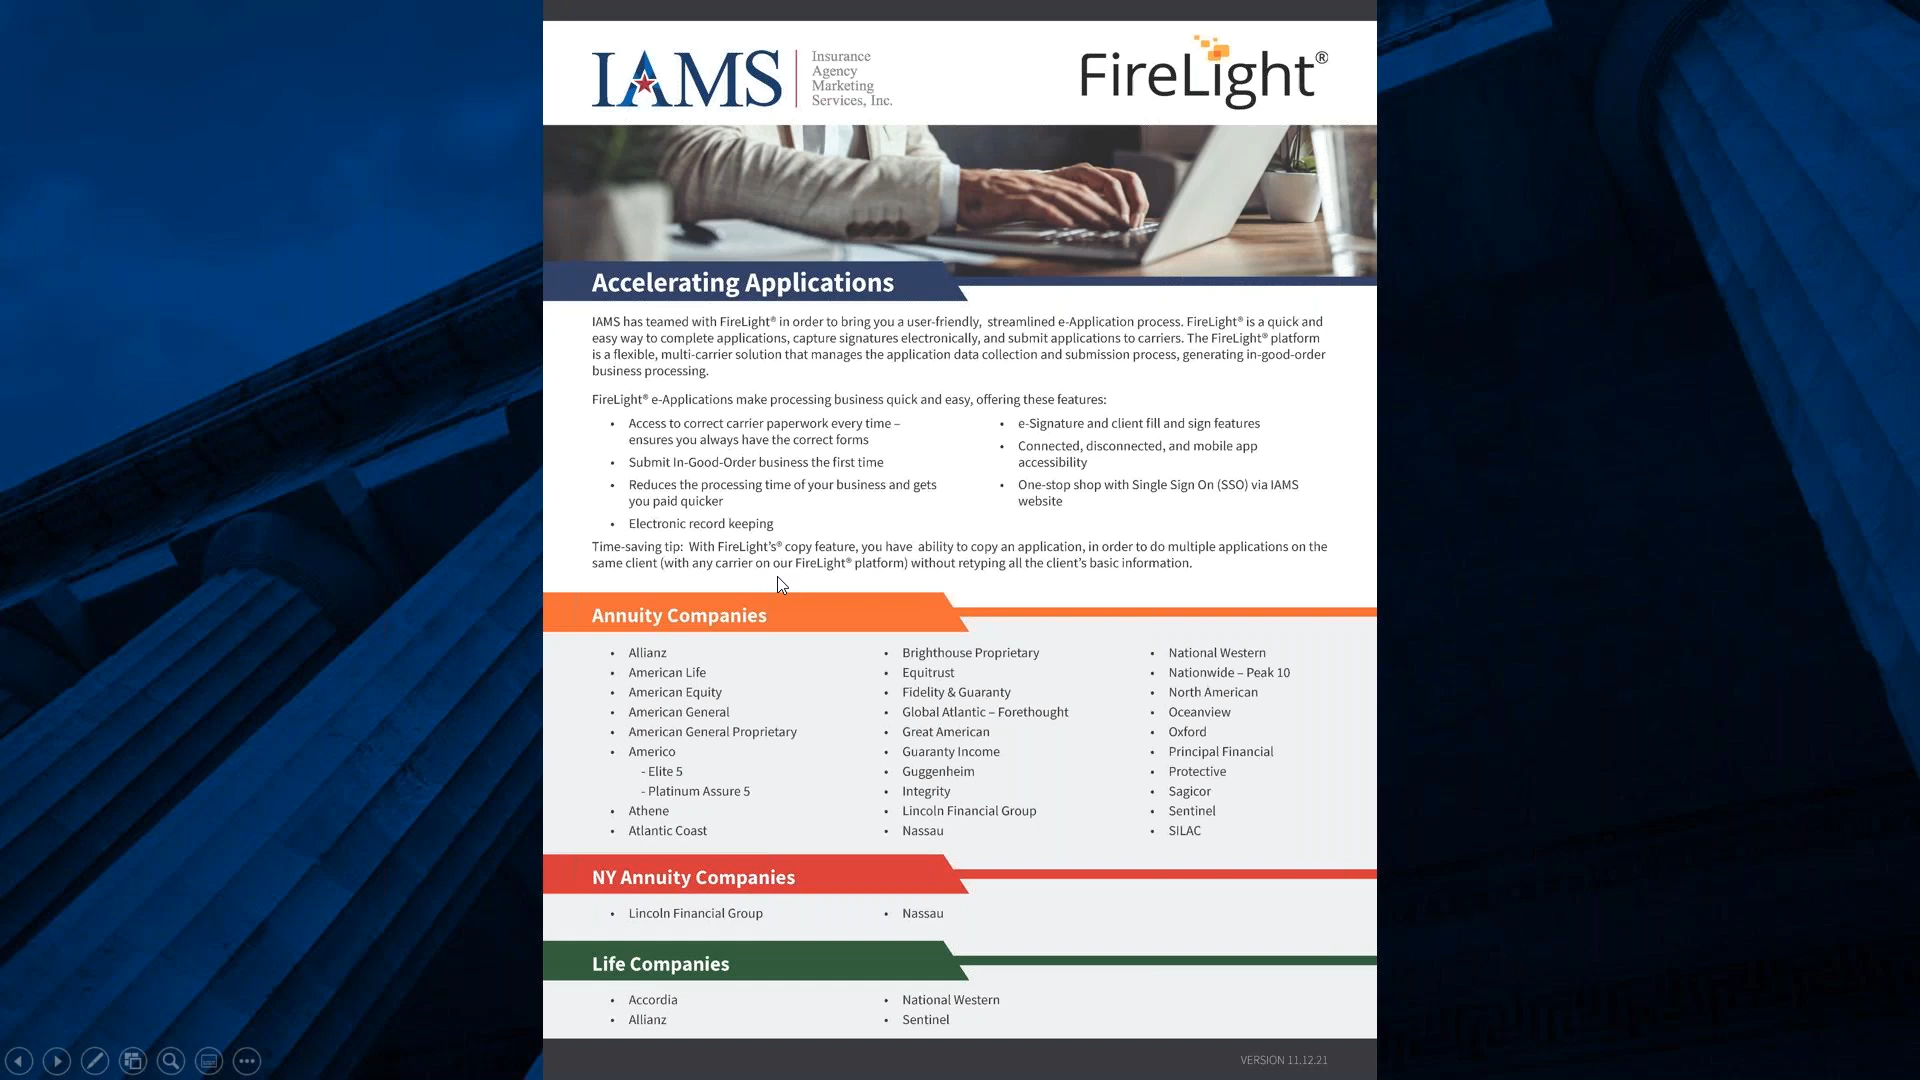 IAMS
Insurance
Agency
Marketing
Services, Inc.
FireLight®
Accelerating Applications
IAMS has teamed with FireLight® in order to bring you a user-friendly, streamlined e-Application process. FireLight® is a quick and
easy way to complete applications, capture signatures electronically, and submit applications to carriers. The FireLight® platform
is a flexible, multi-carrier solution that manages the application data collection and submission process, generating in-good-order
business processing.
FireLight® e-Applications make processing business quick and easy, offering these features:
• Access to correct carrier paperwork every time –
ensures you always have the correct forms
• Submit In-Good-Order business the first time
• Reduces the processing time of your business and gets
you paid quicker
• Electronic record keeping
• e-Signature and client fill and sign features
• Connected, disconnected, and mobile app
accessibility
• One-stop shop with Single Sign On (SSO) via IAMS
website
Time-saving tip: With FireLight's® copy feature, you have ability to copy an application, in order to do multiple applications on the
same client (with any carrier on our FireLight® platform) without retyping all the client's basic information.
Annuity Companies
• Allianz
• American Life
• American Equity
• American General
• American General Proprietary
• Americo
- Elite 5
- Platinum Assure 5
• Athene
• Atlantic Coast
• Brighthouse Proprietary
• Equitrust
• Fidelity & Guaranty
• Global Atlantic – Forethought
• Great American
• Guaranty Income
• Guggenheim
• Integrity
• Lincoln Financial Group
• Nassau
• National Western
• Nationwide – Peak 10
• North American
• Oceanview
• Oxford
• Principal Financial
• Protective
• Sagicor
• Sentinel
• SILAC
NY Annuity Companies
• Lincoln Financial Group
• Nassau
Life Companies
• Accordia
• Allianz
• National Western
• Sentinel
VERSION 11.12.21